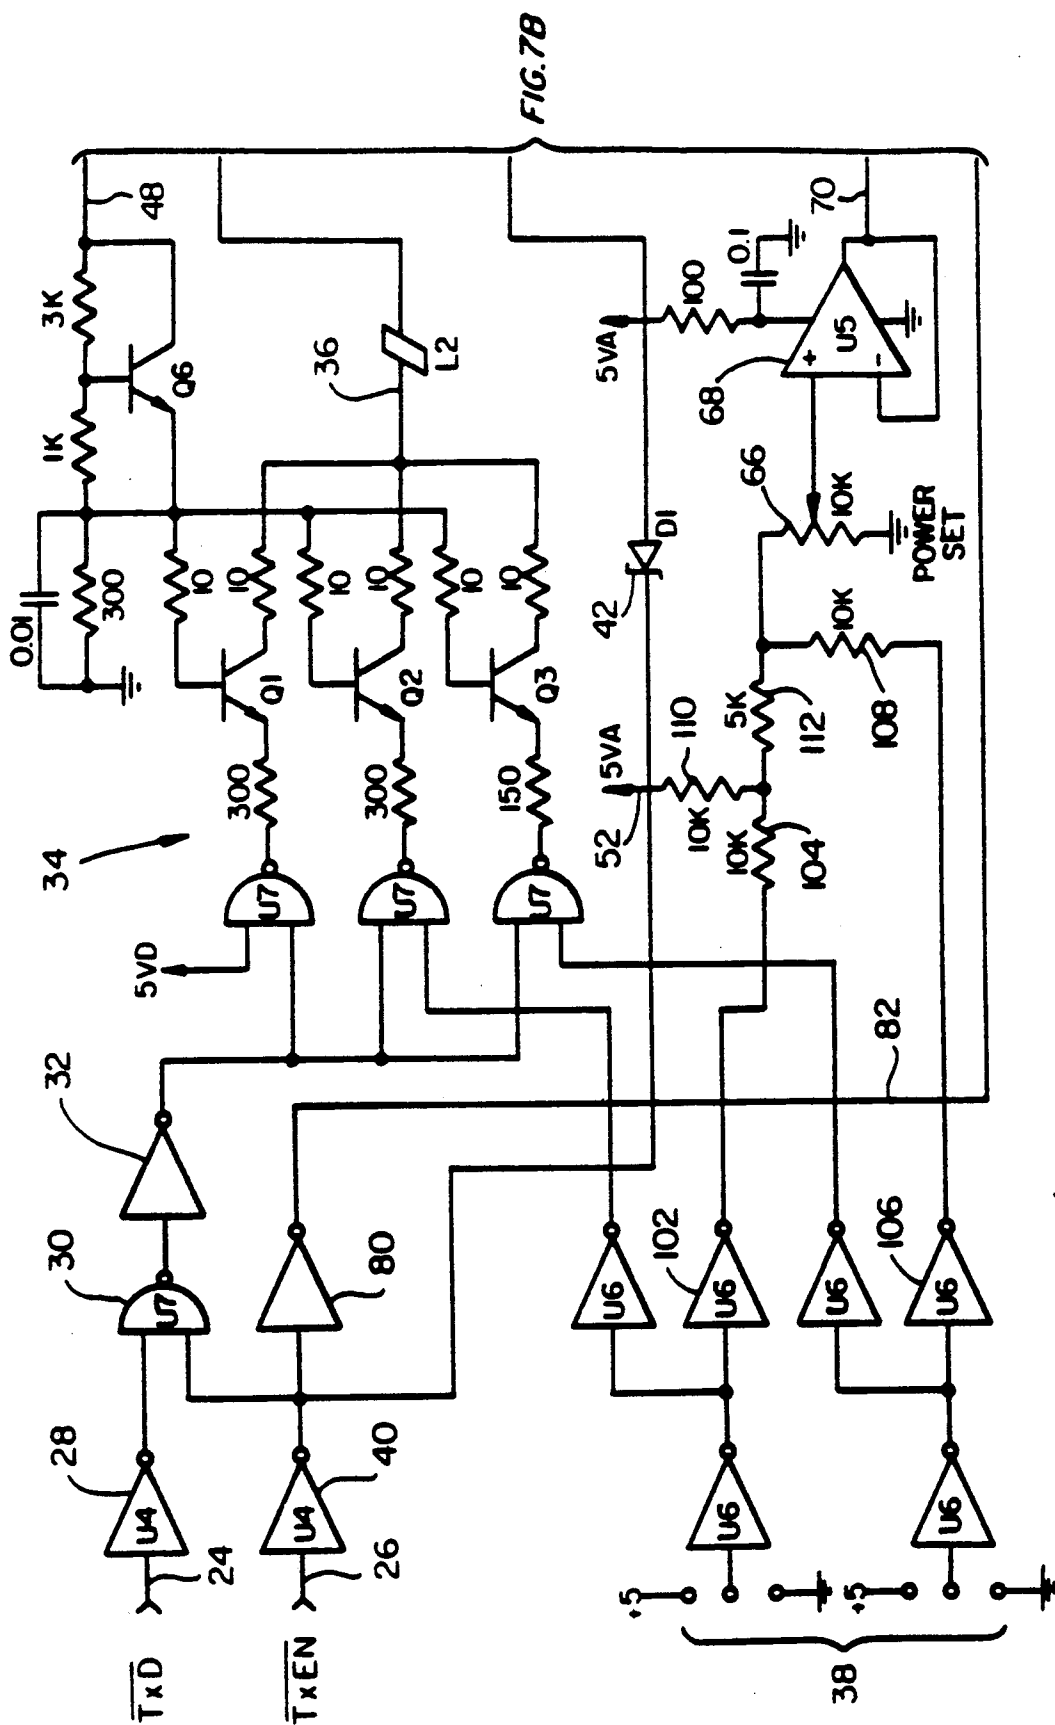 FIG.7B
48
3K
Q6
1K
0.01
300
10
10
10
10
10
10
Q1
Q2
Q3
300
300
150
36
L2
34
U7
U7
U7
5VD
32
30
U7
80
28
U4
40
U4
24
26
TxD
TxEN
42
D1
5VA
52
110
10K
10K
104
5K
112
10K
108
66
10K
POWER
SET
5VA
100
0.1
68
+
-
U5
70
82
U6
102
U6
U6
106
U6
U6
U6
+5
+5
38